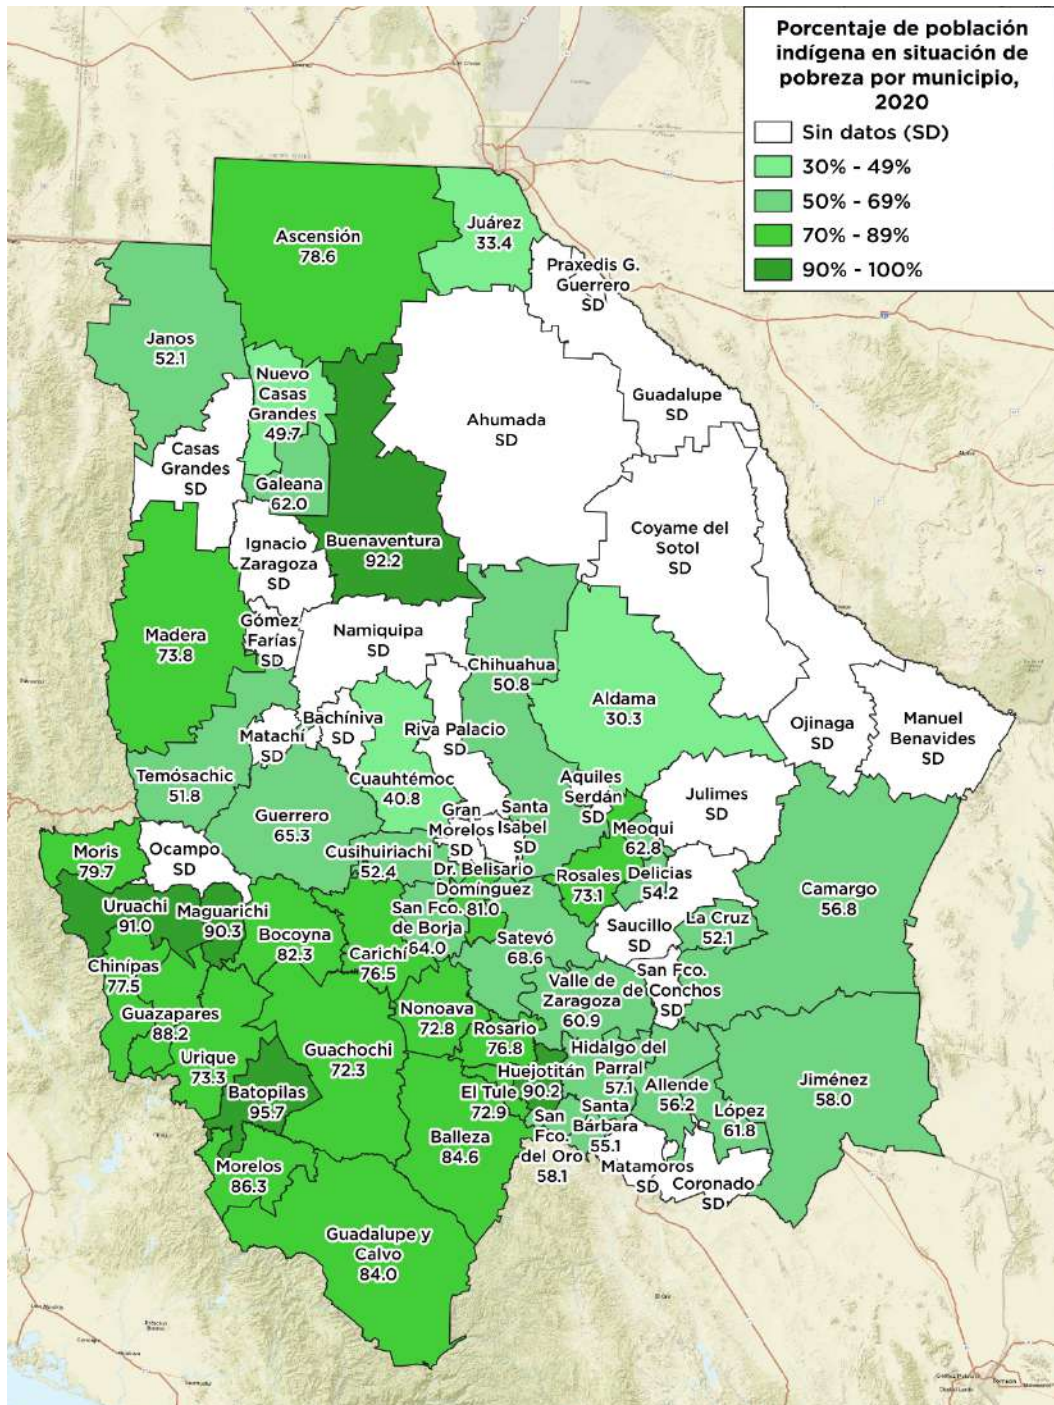 Porcentaje de población
indígena en situación de
pobreza por municipio,
2020
Sin datos (SD)
30% - 49%
50% - 69%
70% - 89%
90% - 100%
Ascensión
78.6
Juárez
33.4
Praxedis G.
Guerrero
SD
Janos
52.1
Nuevo
Casas
Grandes
49.7
Guadalupe
SD
Ahumada
SD
Casas
Grandes
SD
Galeana
62.0
Coyame del
Sotol
SD
Ignacio
Zaragoza
SD
Buenaventura
92.2
Gómez
Farías
SD
Madera
73.8
Namiquipa
SD
Chihuahua
50.8
Aldama
30.3
Ojinaga
SD
Manuel
Benavides
SD
Bachíniva
SD
Matachí
SD
Riva Palacio
SD
Temósachic
51.8
Cuauhtémoc
40.8
Aquiles
Serdán
SD
Julimes
SD
Guerrero
65.3
Gran
Morelos
SD
Santa
Isabel
SD
Meoqui
62.8
Moris
79.7
Ocampo
SD
Cusihuiriachi
52.4
Dr. Belisario
Domínguez
81.0
Rosales
73.1
Delicias
54.2
Camargo
56.8
Uruachi
91.0
Maguarichi
90.3
Bocoyna
82.3
Carichí
76.5
San Fco.
de Borja
64.0
Satevó
68.6
Saucillo
SD
La Cruz
52.1
Chinípas
77.5
Valle de
Zaragoza
60.9
San Fco.
de Conchos
SD
Guazapares
88.2
Nonoava
72.8
Rosario
76.8
Urique
73.3
Guachochi
72.3
Huejotitán
90.2
Hidalgo del
Parral
57.1
Allende
56.2
Jiménez
58.0
Batopilas
95.7
El Tule
72.9
López
61.8
Balleza
84.6
San
Fco.
del Oro
58.1
Santa
Bárbara
55.1
Matamoros
SD
Coronado
SD
Morelos
86.3
Guadalupe y
Calvo
84.0